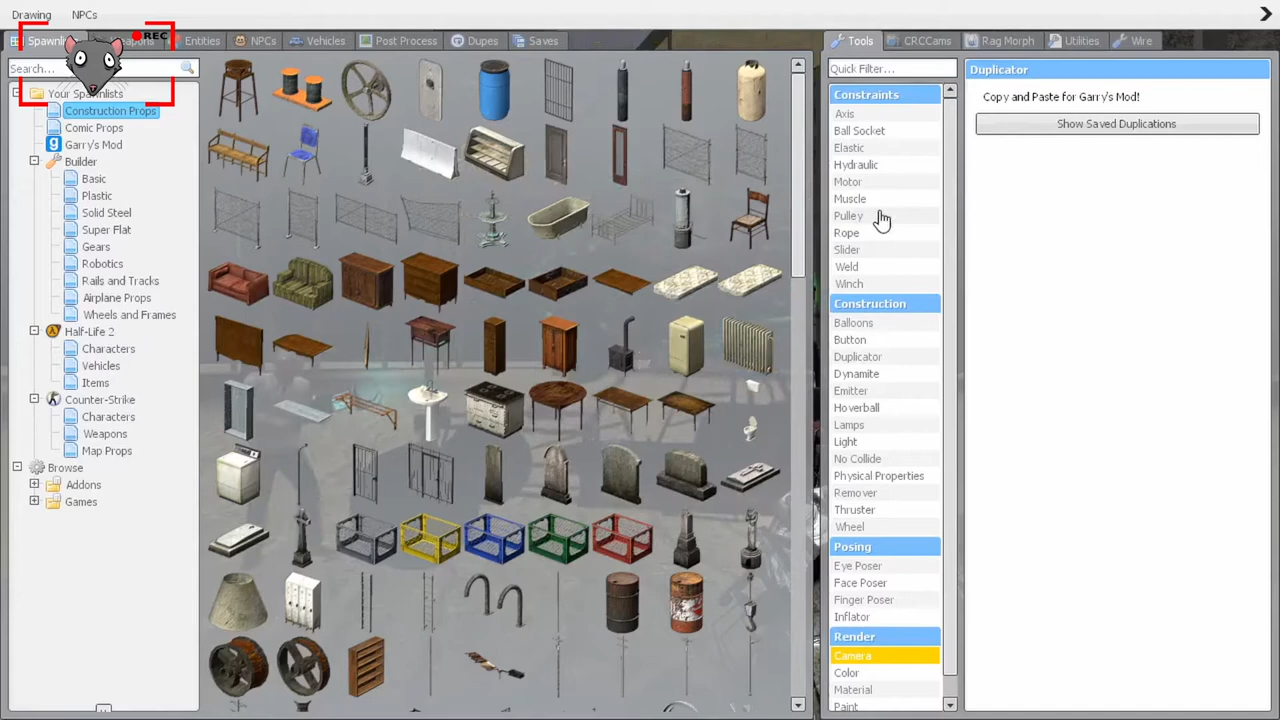 Drawing NPCs
REC
Spawnlists Weapons Entities NPCs Vehicles Post Process Dupes Saves
Search...
Your Spawnlists
Construction Props
Comic Props
Garry's Mod
Builder
Basic
Plastic
Solid Steel
Super Flat
Gears
Robotics
Rails and Tracks
Airplane Props
Wheels and Frames
Half-Life 2
Characters
Vehicles
Items
Counter-Strike
Characters
Weapons
Map Props
Browse
Addons
Games
Tools CRCCams Rag Morph Utilities Wire
Quick Filter...
Constraints
Axis
Ball Socket
Elastic
Hydraulic
Motor
Muscle
Pulley
Rope
Slider
Weld
Winch
Construction
Balloons
Button
Duplicator
Dynamite
Emitter
Hoverball
Lamps
Light
No Collide
Physical Properties
Remover
Thruster
Wheel
Posing
Eye Poser
Face Poser
Finger Poser
Inflator
Render
Camera
Color
Material
Paint
Duplicator
Copy and Paste for Garry's Mod!
Show Saved Duplications